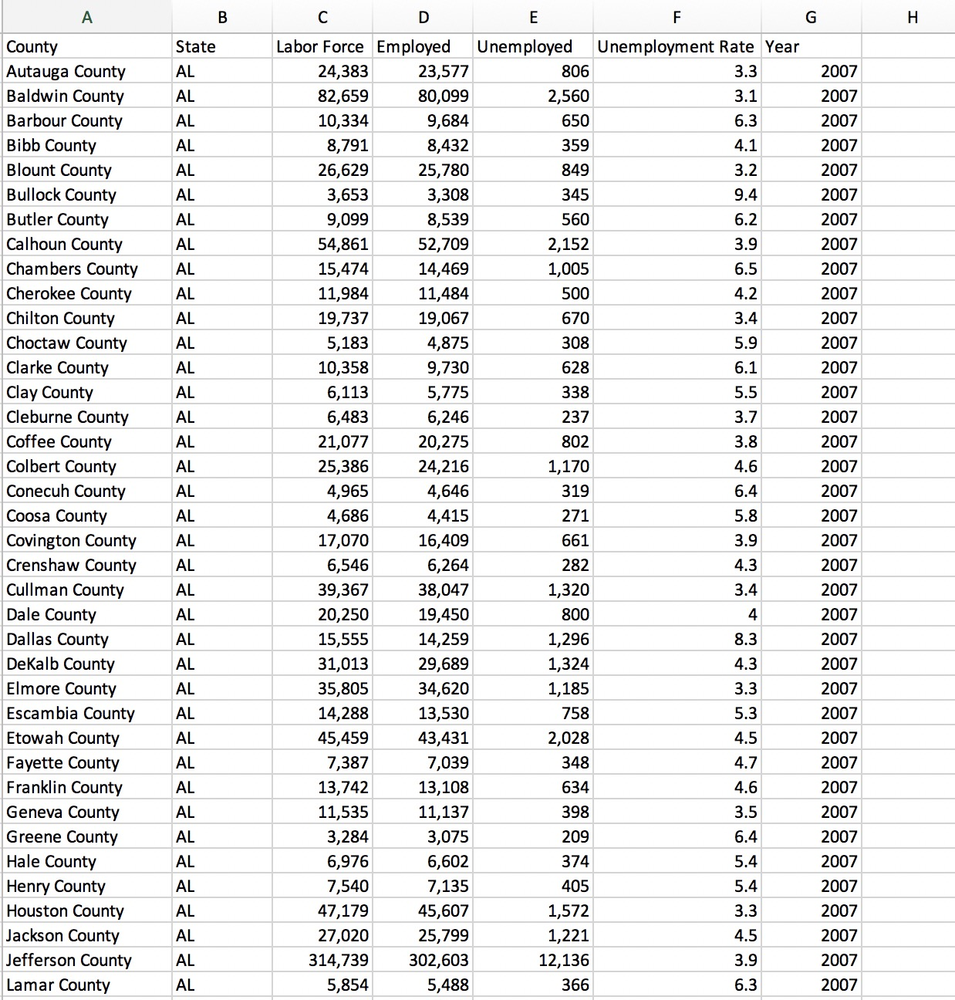 A B C D E F G H
County State Labor Force Employed Unemployed Unemployment Rate Year
Autauga County AL 24,383 23,577 806 3.3 2007
Baldwin County AL 82,659 80,099 2,560 3.1 2007
Barbour County AL 10,334 9,684 650 6.3 2007
Bibb County AL 8,791 8,432 359 4.1 2007
Blount County AL 26,629 25,780 849 3.2 2007
Bullock County AL 3,653 3,308 345 9.4 2007
Butler County AL 9,099 8,539 560 6.2 2007
Calhoun County AL 54,861 52,709 2,152 3.9 2007
Chambers County AL 15,474 14,469 1,005 6.5 2007
Cherokee County AL 11,984 11,484 500 4.2 2007
Chilton County AL 19,737 19,067 670 3.4 2007
Choctaw County AL 5,183 4,875 308 5.9 2007
Clarke County AL 10,358 9,730 628 6.1 2007
Clay County AL 6,113 5,775 338 5.5 2007
Cleburne County AL 6,483 6,246 237 3.7 2007
Coffee County AL 21,077 20,275 802 3.8 2007
Colbert County AL 25,386 24,216 1,170 4.6 2007
Conecuh County AL 4,965 4,646 319 6.4 2007
Coosa County AL 4,686 4,415 271 5.8 2007
Covington County AL 17,070 16,409 661 3.9 2007
Crenshaw County AL 6,546 6,264 282 4.3 2007
Cullman County AL 39,367 38,047 1,320 3.4 2007
Dale County AL 20,250 19,450 800 4 2007
Dallas County AL 15,555 14,259 1,296 8.3 2007
DeKalb County AL 31,013 29,689 1,324 4.3 2007
Elmore County AL 35,805 34,620 1,185 3.3 2007
Escambia County AL 14,288 13,530 758 5.3 2007
Etowah County AL 45,459 43,431 2,028 4.5 2007
Fayette County AL 7,387 7,039 348 4.7 2007
Franklin County AL 13,742 13,108 634 4.6 2007
Geneva County AL 11,535 11,137 398 3.5 2007
Greene County AL 3,284 3,075 209 6.4 2007
Hale County AL 6,976 6,602 374 5.4 2007
Henry County AL 7,540 7,135 405 5.4 2007
Houston County AL 47,179 45,607 1,572 3.3 2007
Jackson County AL 27,020 25,799 1,221 4.5 2007
Jefferson County AL 314,739 302,603 12,136 3.9 2007
Lamar County AL 5,854 5,488 366 6.3 2007